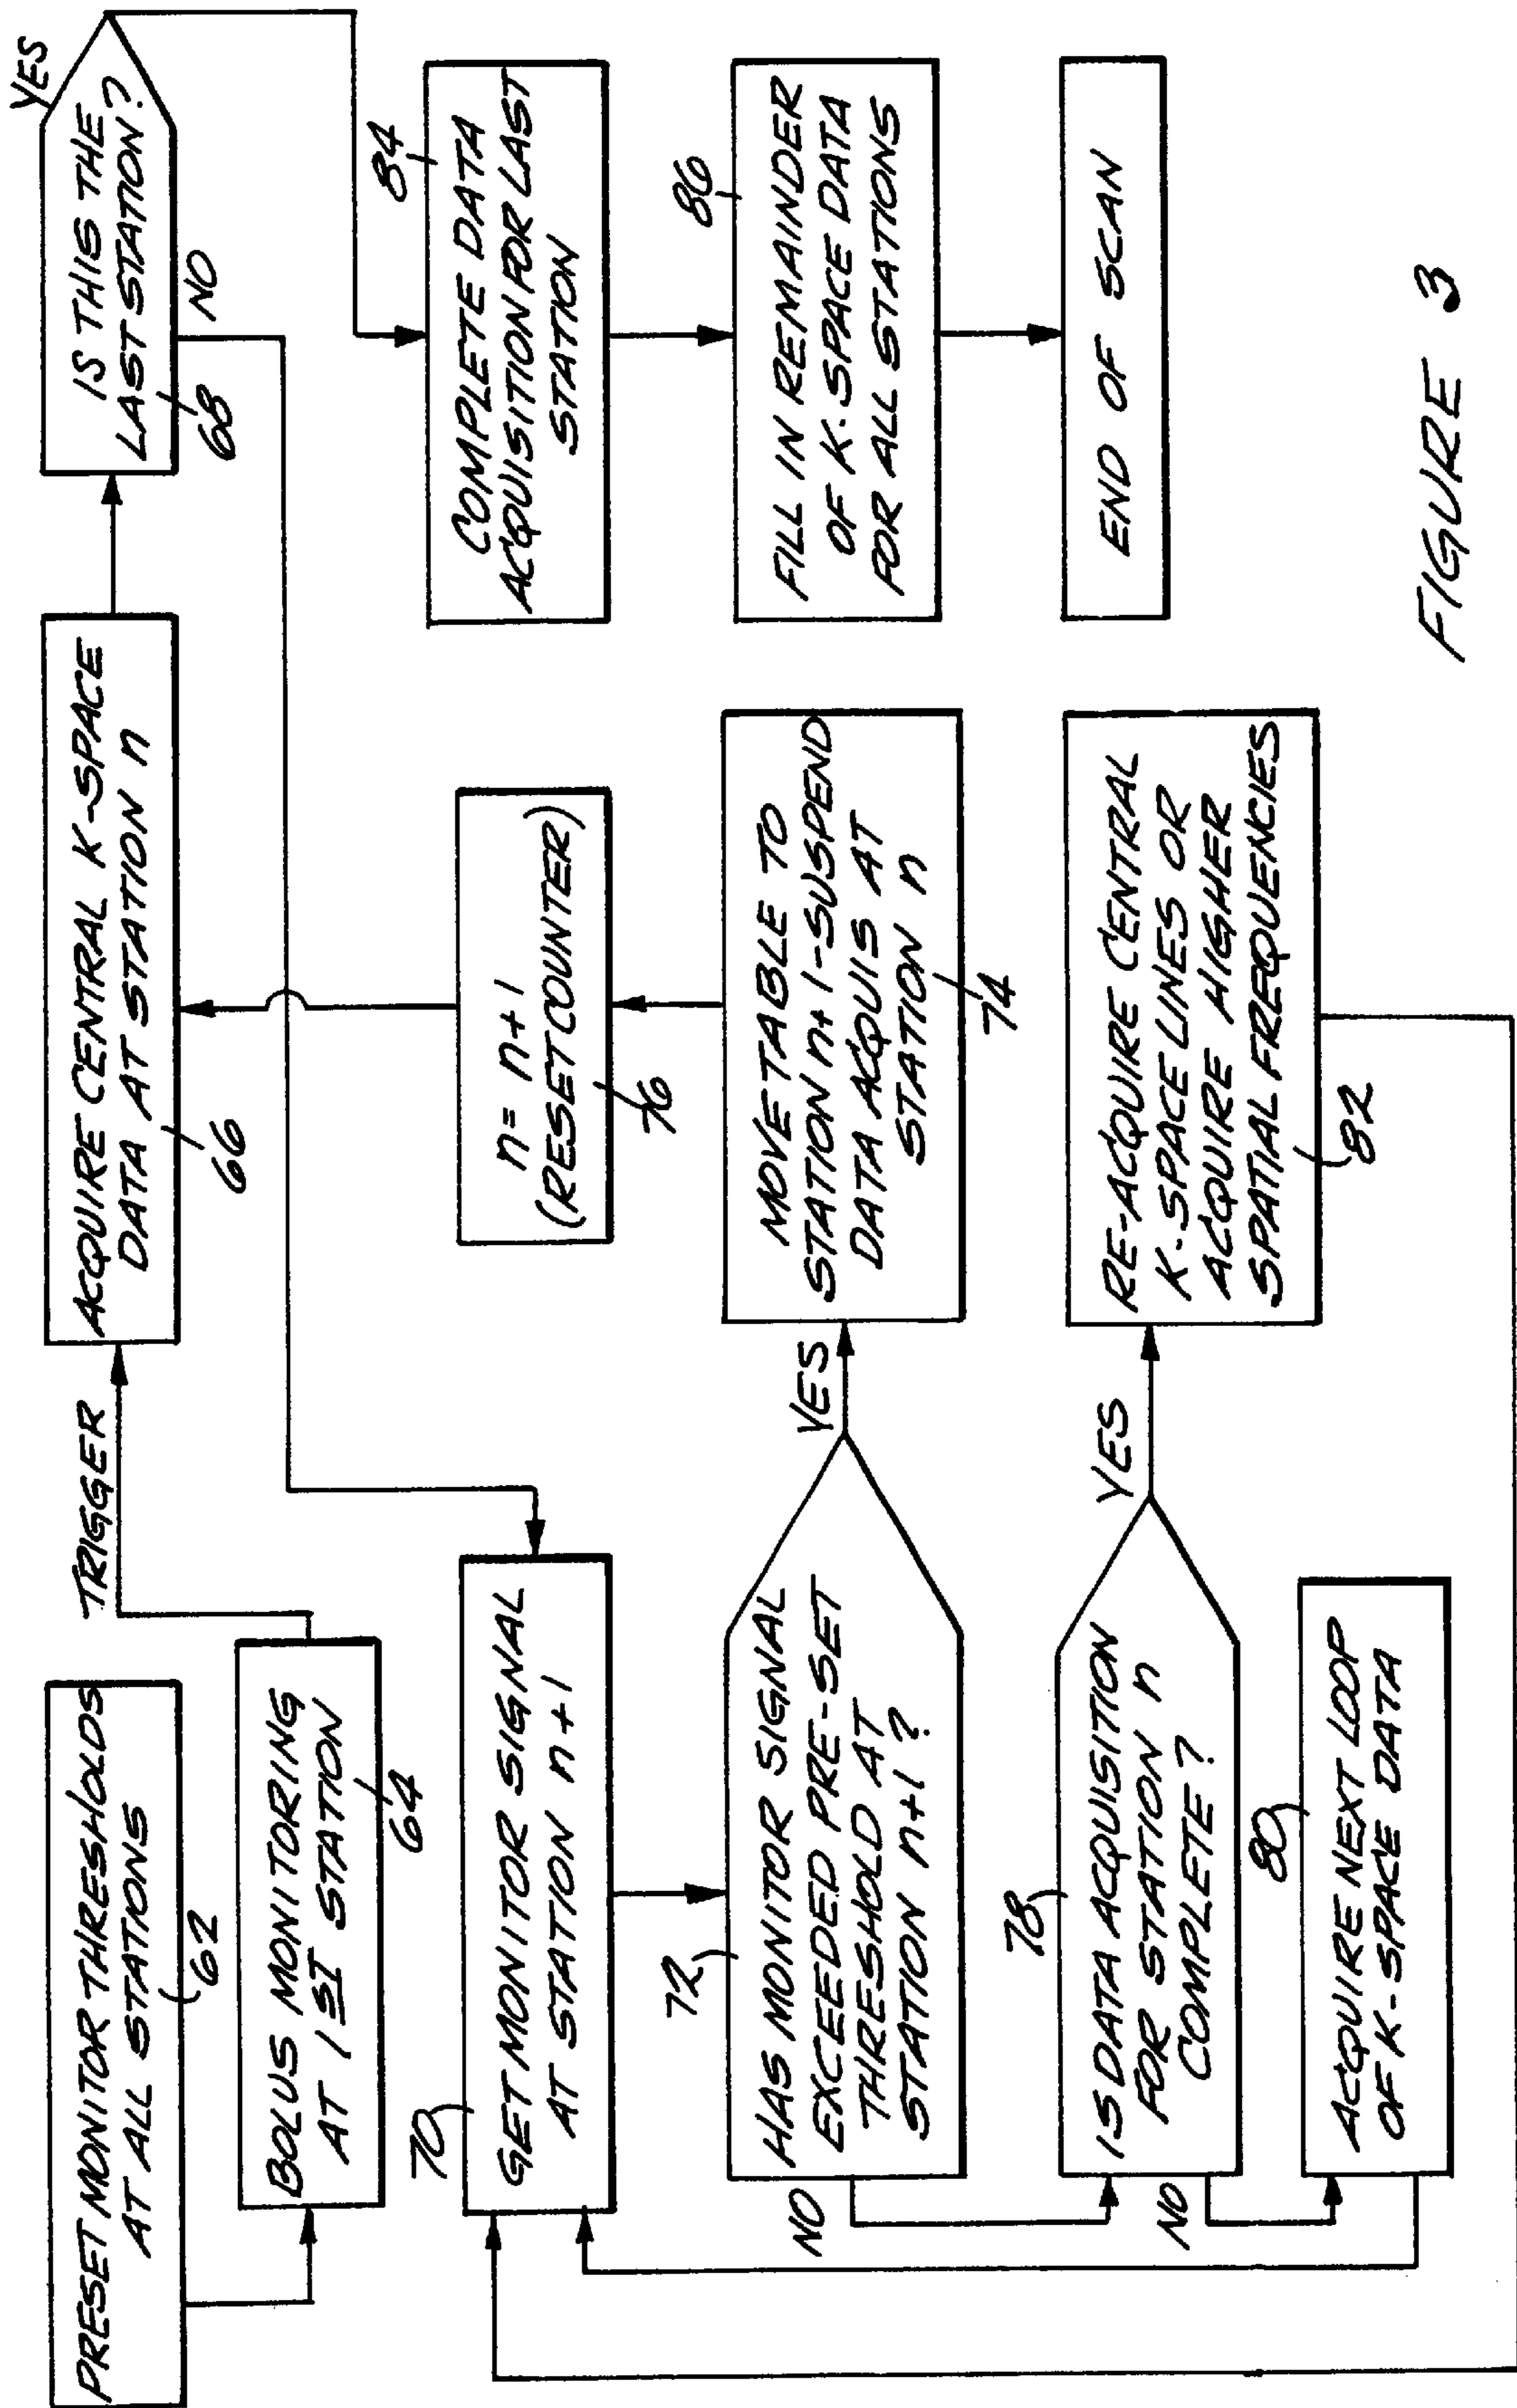 PRESET MONITOR THRESHOLDS
AT ALL STATIONS
62
BOLUS MONITORING
AT 1ST STATION
64
TRIGGER
ACQUIRE CENTRAL K-SPACE
DATA AT STATION n
66
IS THIS THE
LAST STATION?
68
YES
NO
70
GET MONITOR SIGNAL
AT STATION n+1
72
HAS MONITOR SIGNAL
EXCEEDED PRE-SET
THRESHOLD AT
STATION n+1?
YES
NO
MOVE TABLE TO
STATION n+1-SUSPEND
DATA ACQUIS AT
STATION n
74
n=n+1
(RESET COUNTER)
76
78
IS DATA ACQUISITION
FOR STATION n
COMPLETE?
YES
NO
80
ACQUIRE NEXT LOOP
OF K-SPACE DATA
RE-ACQUIRE CENTRAL
K-SPACE LINES OR
ACQUIRE HIGHER
SPATIAL FREQUENCIES
82
84
COMPLETE DATA
ACQUISITION FOR LAST
STATION
86
FILL IN REMAINDER
OF K-SPACE DATA
FOR ALL STATIONS
END OF SCAN
FIGURE 3